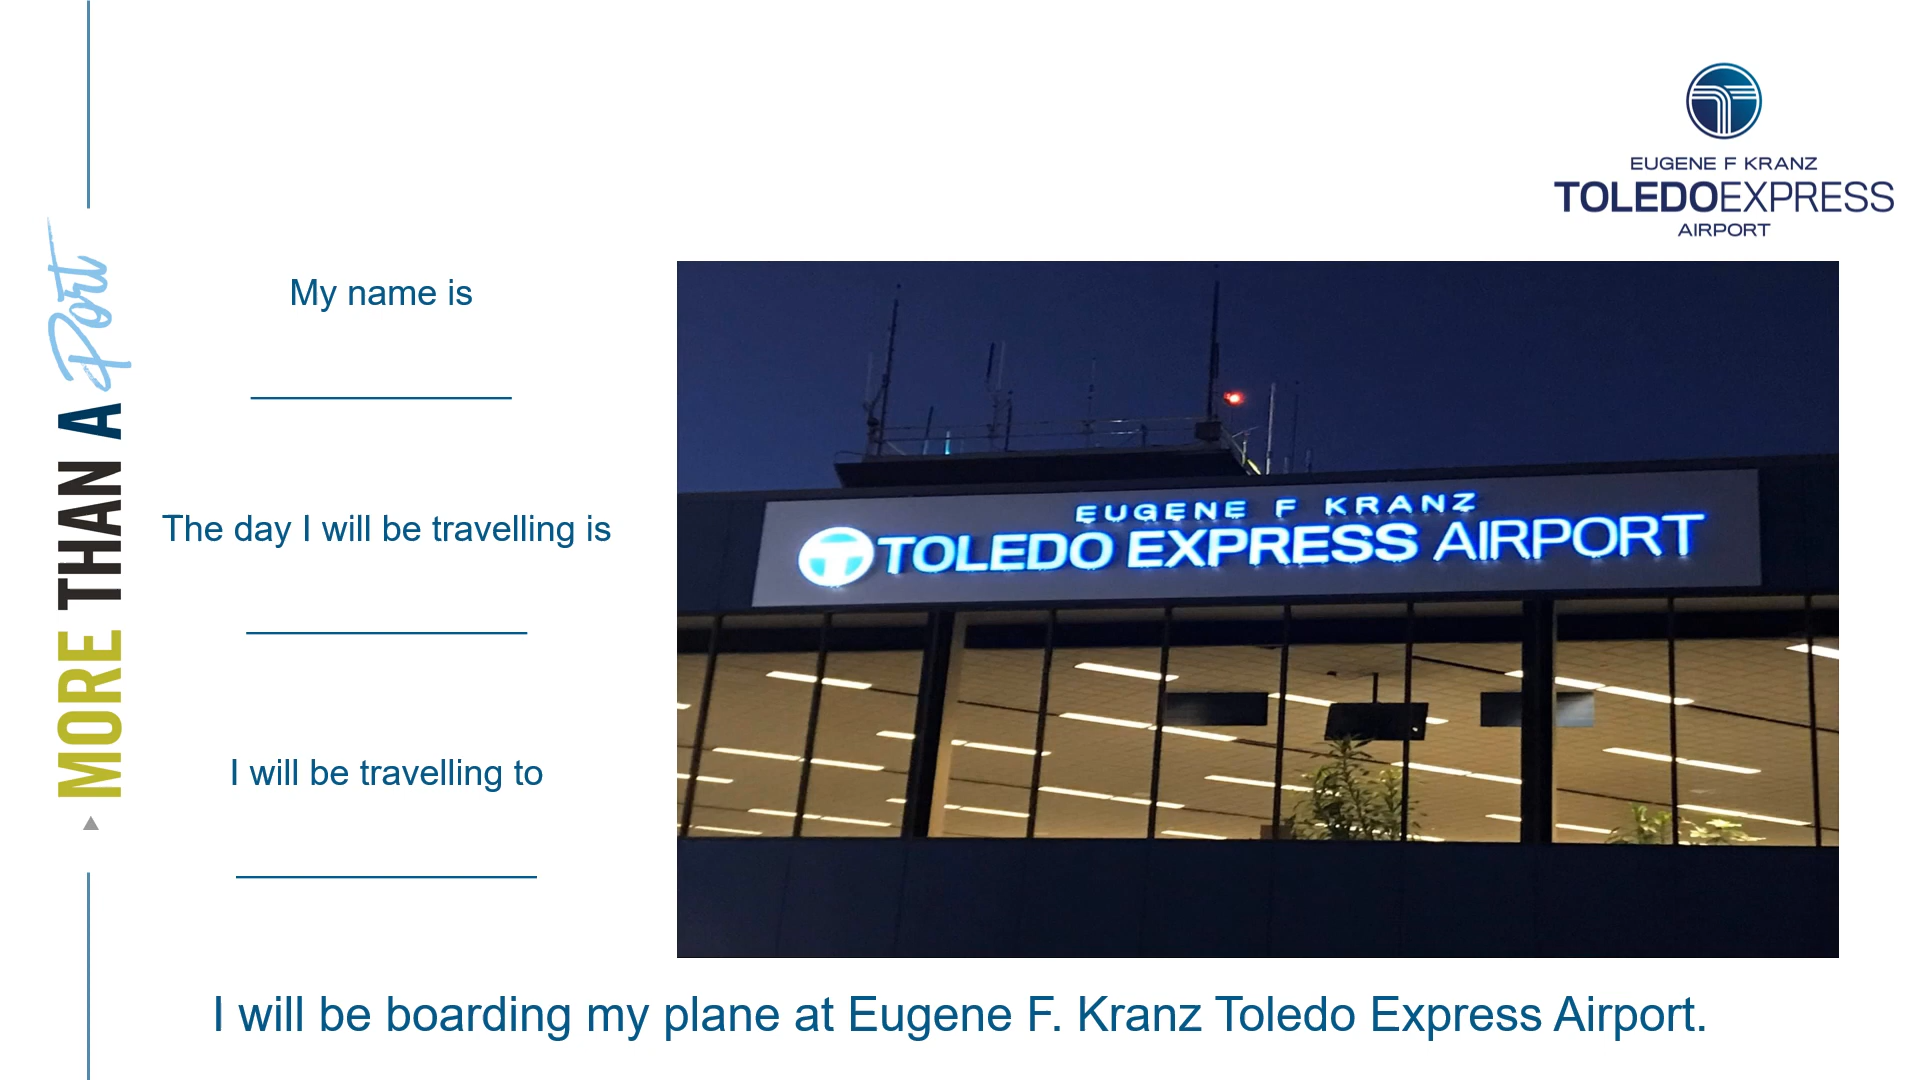 MORE THAN A Port
EUGENE F KRANZ
TOLEDOEXPRESS
AIRPORT
My name is
The day I will be travelling is
I will be travelling to
EUGENE F KRANZ
TOLEDO EXPRESS AIRPORT
I will be boarding my plane at Eugene F. Kranz Toledo Express Airport.